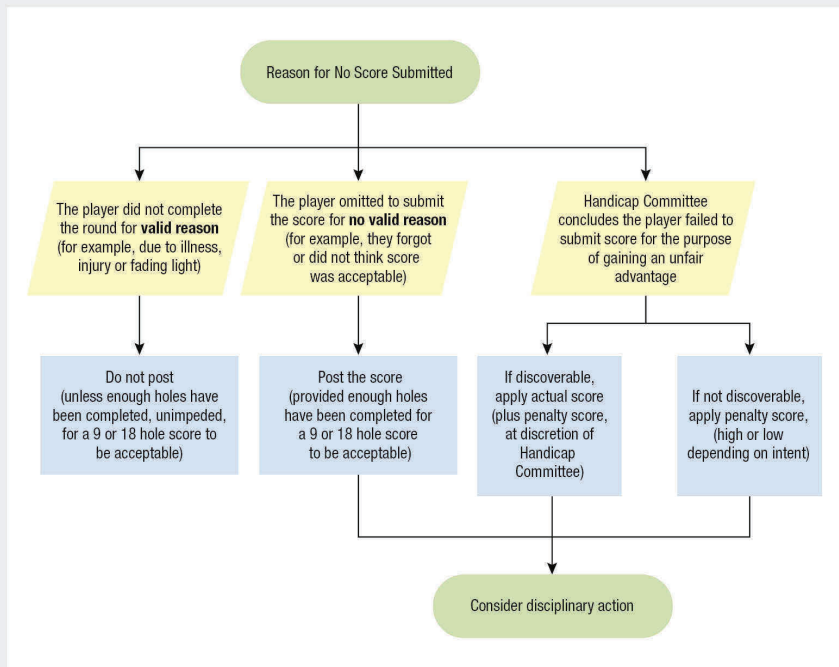 Reason for No Score Submitted
The player did not complete
the round for valid reason
(for example, due to illness,
injury or fading light)
The player omitted to submit
the score for no valid reason
(for example, they forgot
or did not think score
was acceptable)
Handicap Committee
concludes the player failed to
submit score for the purpose
of gaining an unfair
advantage
Do not post
(unless enough holes have
been completed, unimpeded,
for a 9 or 18 hole score to
be acceptable)
Post the score
(provided enough holes
have been completed for
a 9 or 18 hole score
to be acceptable)
If discoverable,
apply actual score
(plus penalty score,
at discretion of
Handicap
Committee)
If not discoverable,
apply penalty score,
(high or low
depending on intent)
Consider disciplinary action